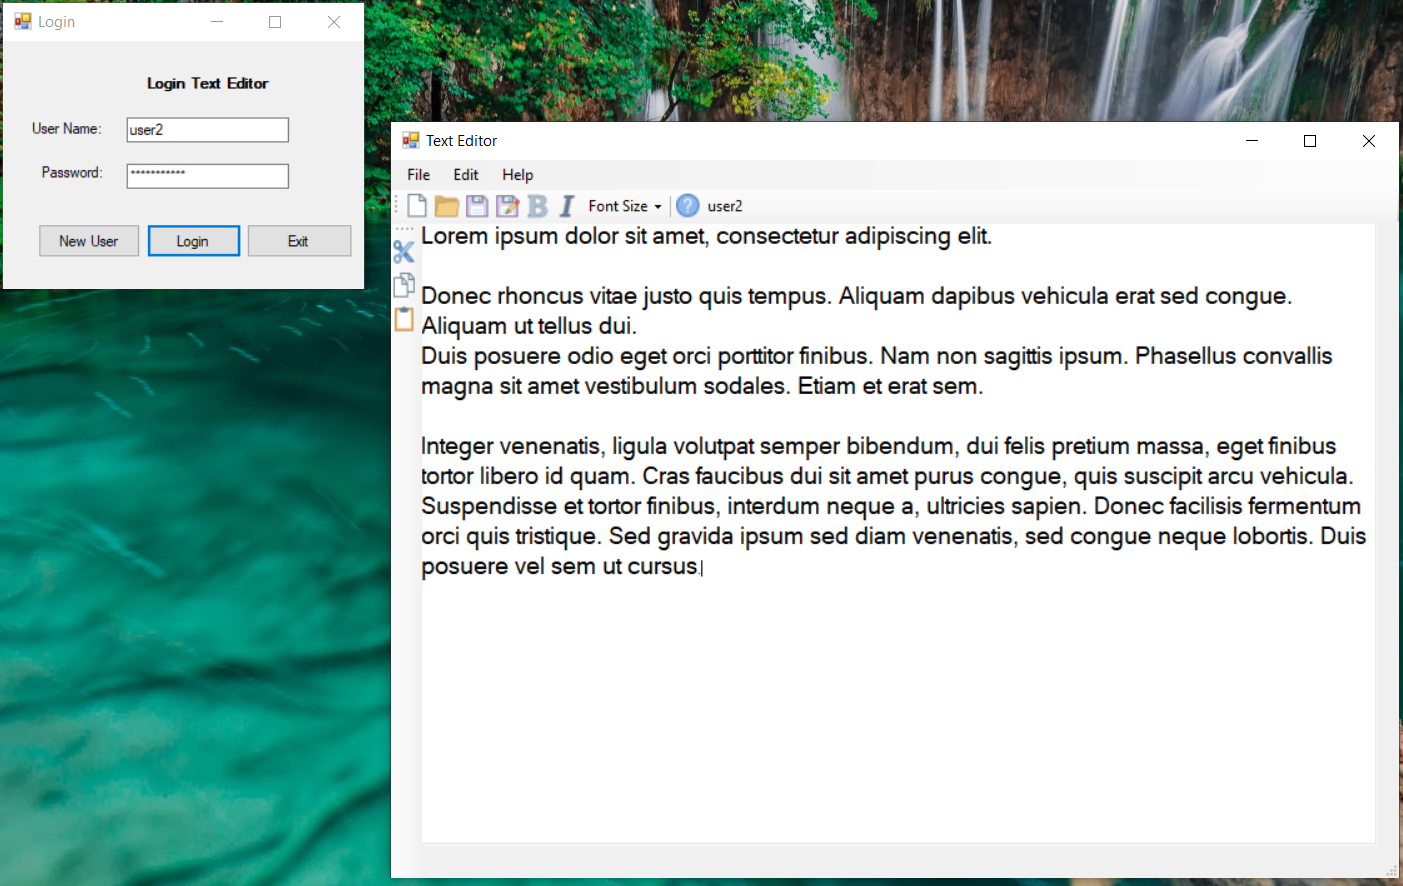 Login
Login Text Editor
User Name:
user2
Password:
***********
New User
Login
Exit
Text Editor
File
Edit
Help
B
I
Font Size
?
user2
Lorem ipsum dolor sit amet, consectetur adipiscing elit.
Donec rhoncus vitae justo quis tempus. Aliquam dapibus vehicula erat sed congue.
Aliquam ut tellus dui.
Duis posuere odio eget orci porttitor finibus. Nam non sagittis ipsum. Phasellus convallis
magna sit amet vestibulum sodales. Etiam et erat sem.
Integer venenatis, ligula volutpat semper bibendum, dui felis pretium massa, eget finibus
tortor libero id quam. Cras faucibus dui sit amet purus congue, quis suscipit arcu vehicula.
Suspendisse et tortor finibus, interdum neque a, ultricies sapien. Donec facilisis fermentum
orci quis tristique. Sed gravida ipsum sed diam venenatis, sed congue neque lobortis. Duis
posuere vel sem ut cursus.